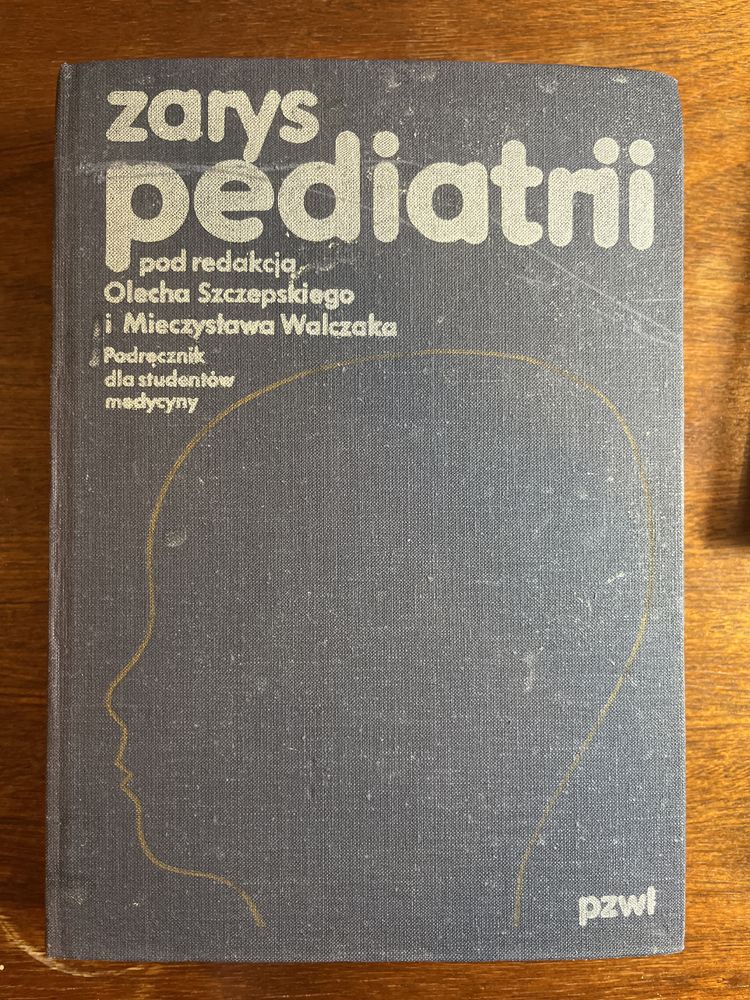 zarys
pediatrii
pod redakcją
Olecha Szczepskiego
i Mieczysława Walczaka
Podręcznik
dla studentów
medycyny
pzwl